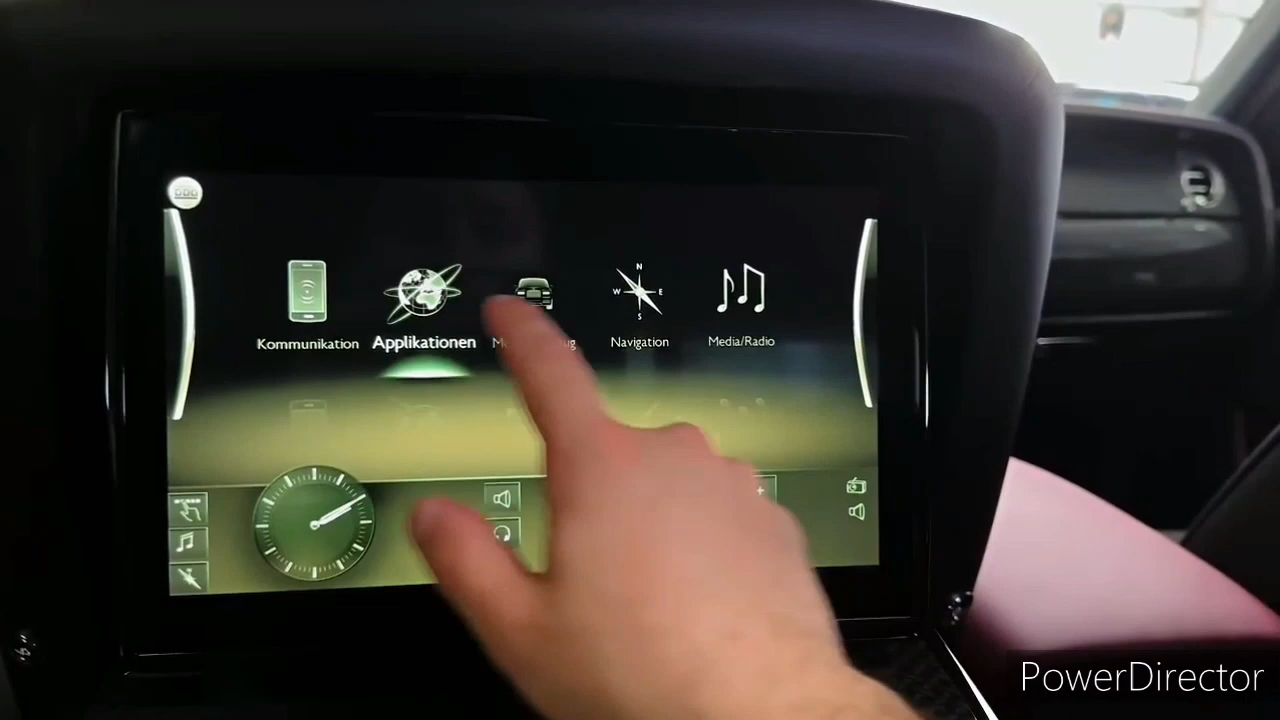 Kommunikation
Applikationen
Navigation
Media/Radio
N
W
E
S
PowerDirector